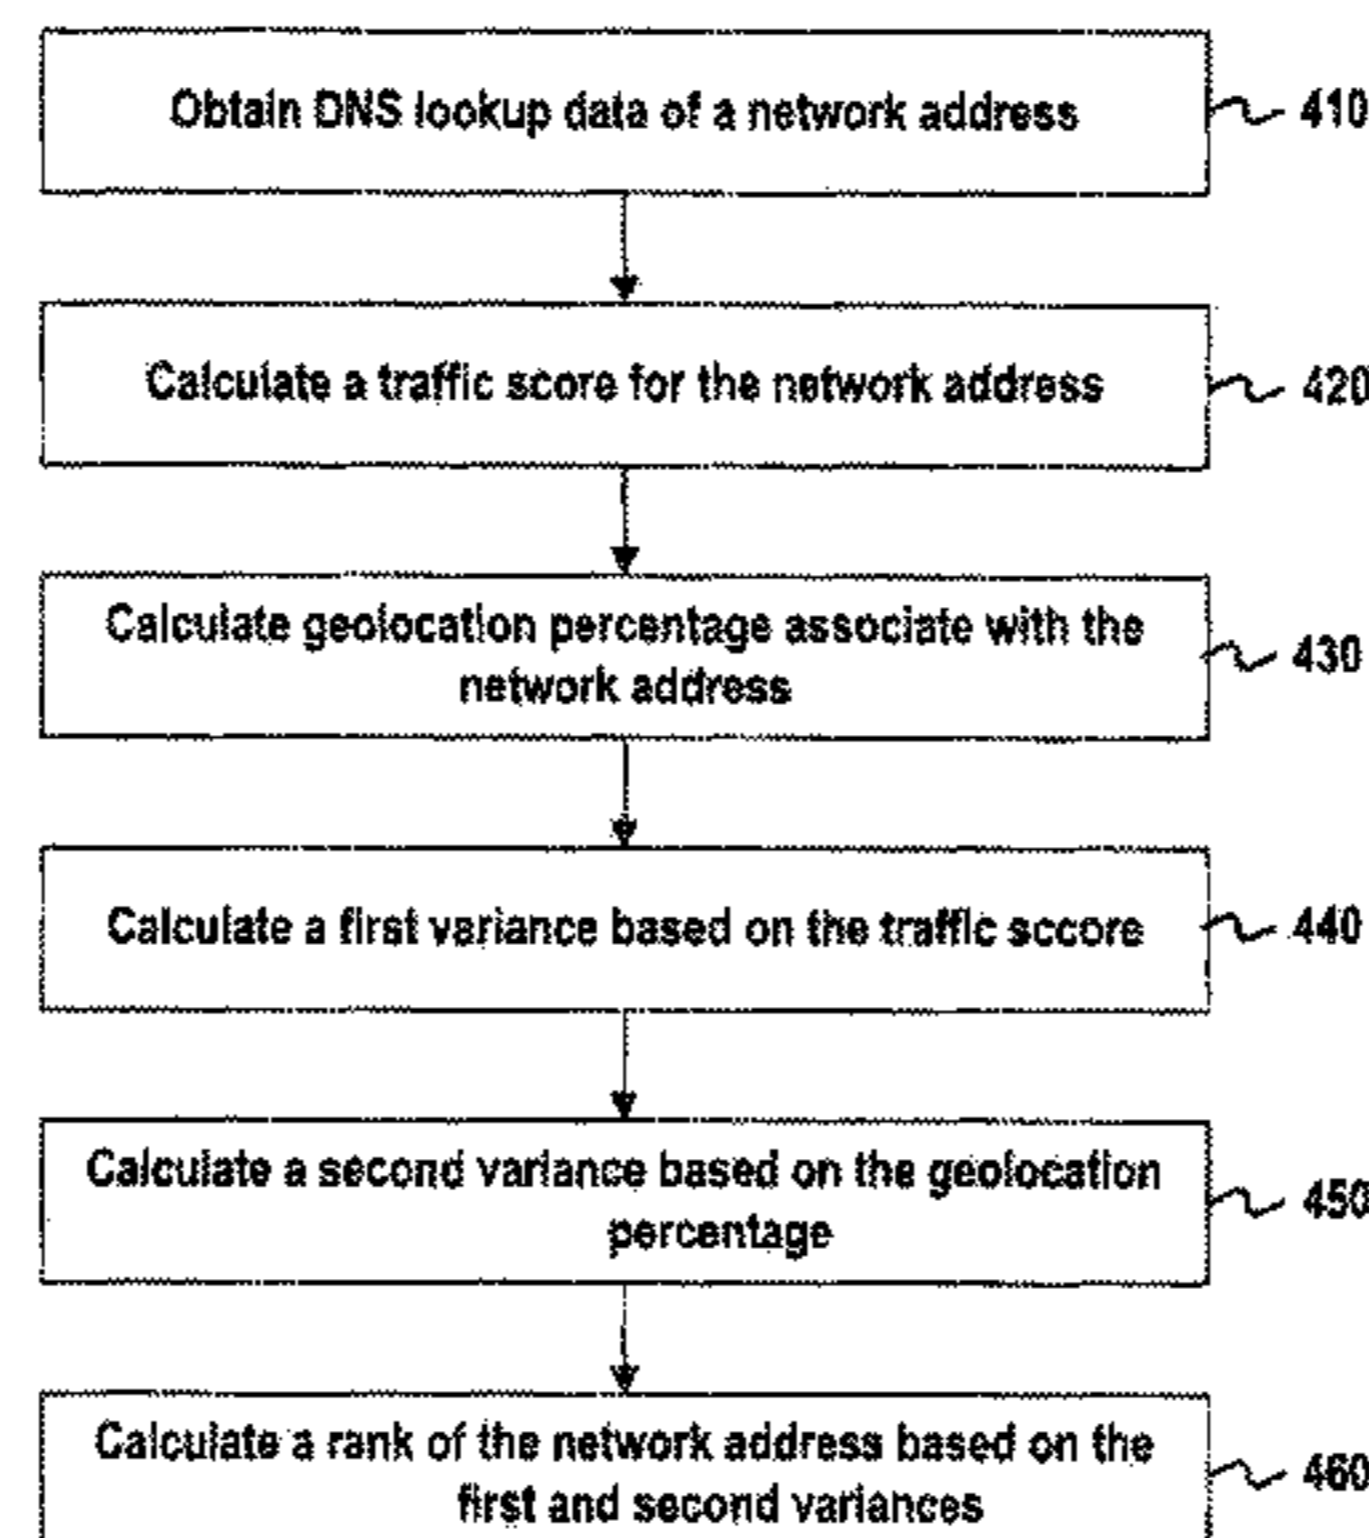 Obtain DNS lookup data of a network address
410
Calculate a traffic score for the network address
420
Calculate geolocation percentage associate with the
network address
430
Calculate a first variance based on the traffic sccore
440
Calculate a second variance based on the geolocation
percentage
450
Calculate a rank of the network address based on the
first and second variances
460